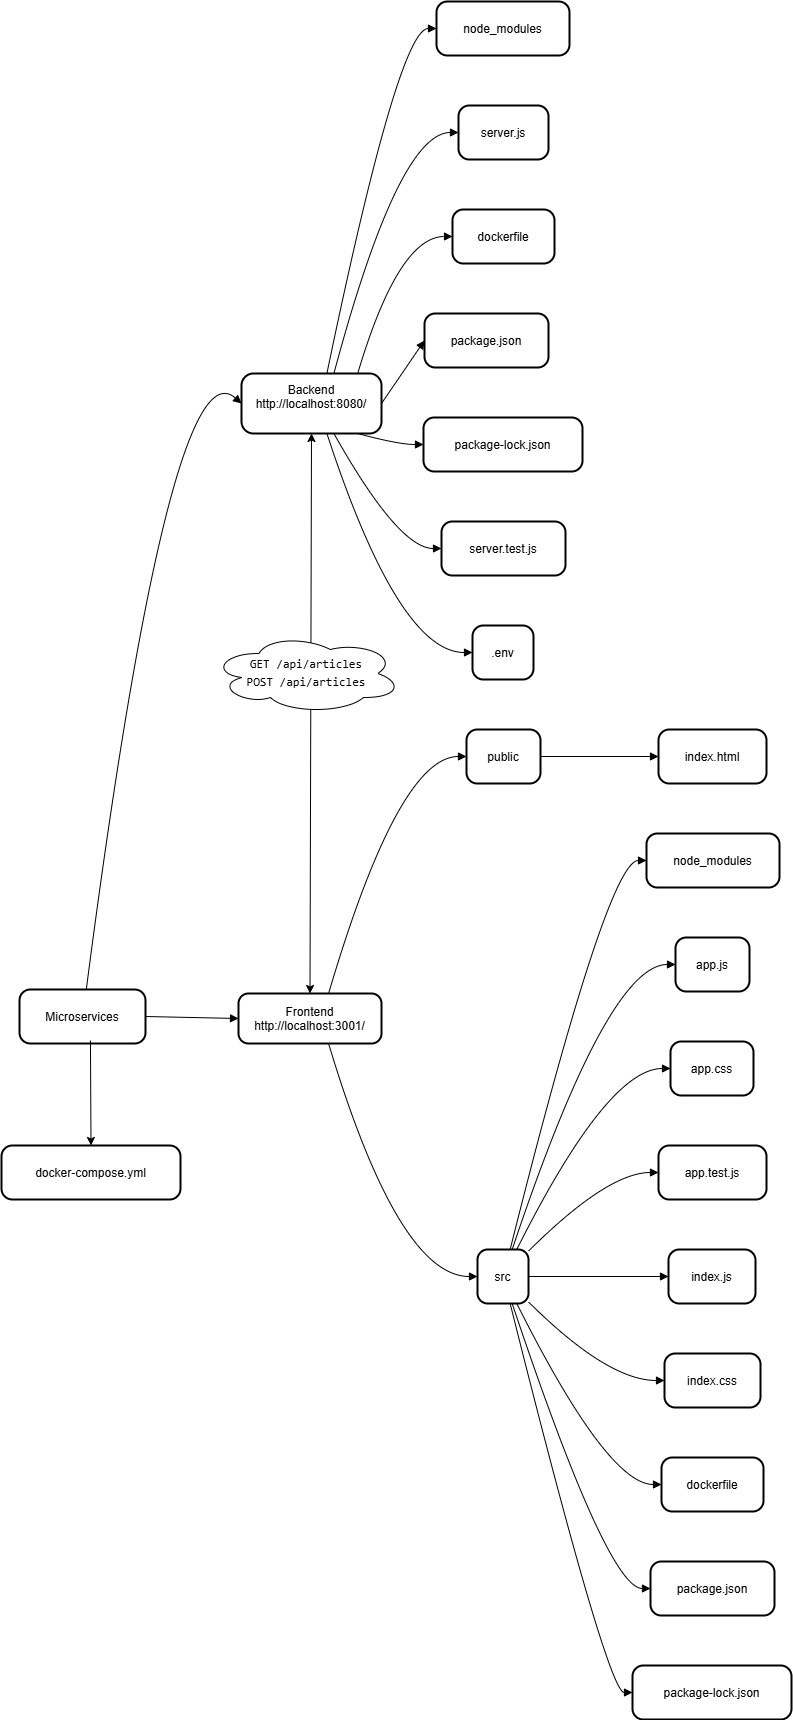 node_modules
server.js
dockerfile
package.json
Backend
http://localhost:8080/
package-lock.json
server.test.js
.env
GET /api/articles
POST /api/articles
public
index.html
node_modules
app.js
Microservices
Frontend
http://localhost:3001/
app.css
docker-compose.yml
app.test.js
src
index.js
index.css
dockerfile
package.json
package-lock.json